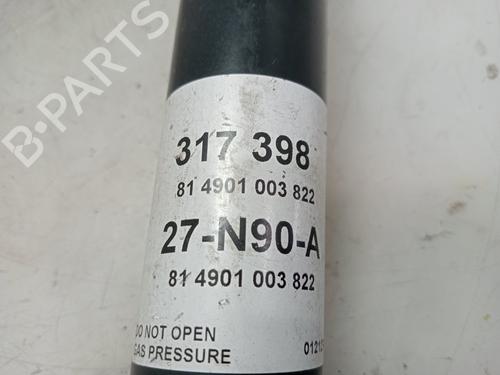 B-PARTS
317 398
81 4901 003 822
27-N90-A
81 4901 003 822
DO NOT OPEN
GAS PRESSURE